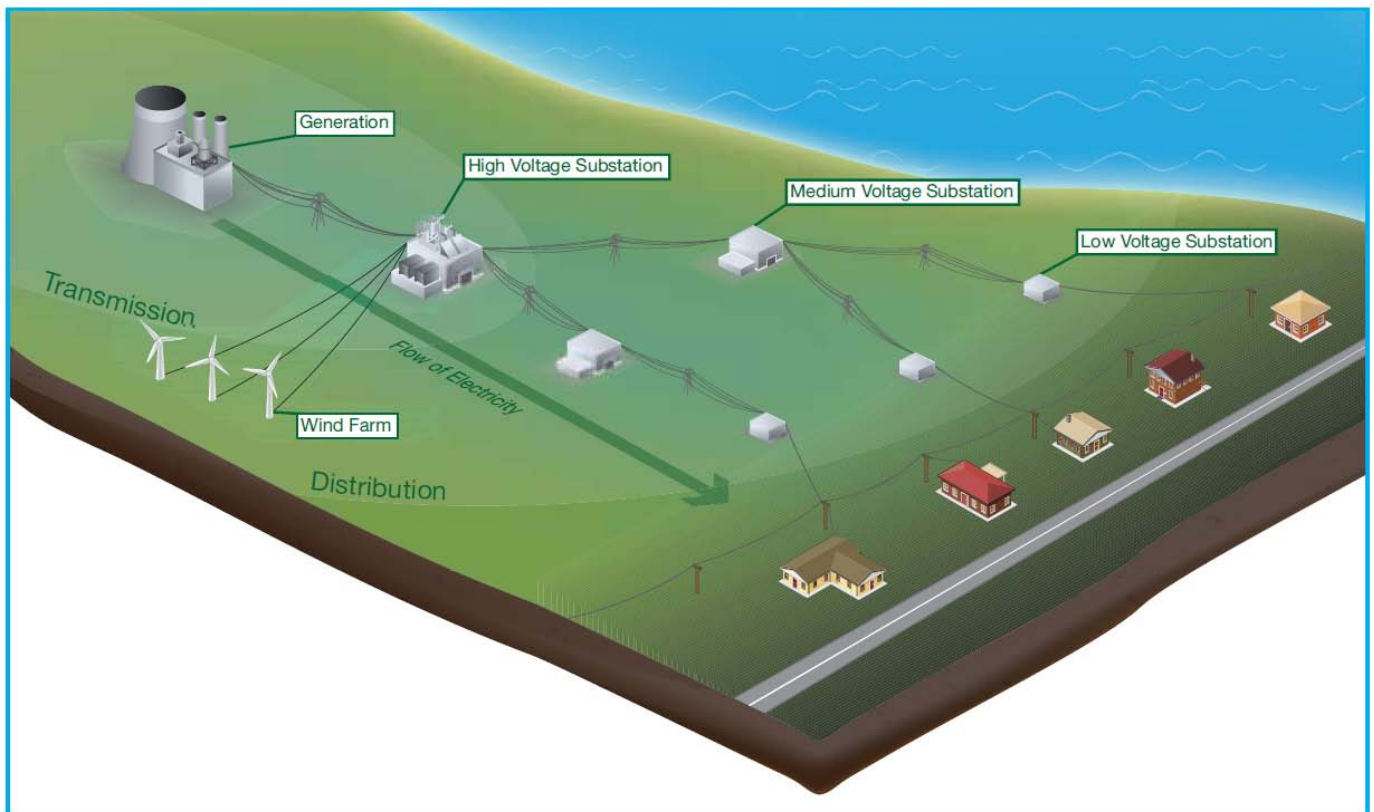 Generation
High Voltage Substation
Medium Voltage Substation
Low Voltage Substation
Transmission
Flow of Electricity
Wind Farm
Distribution